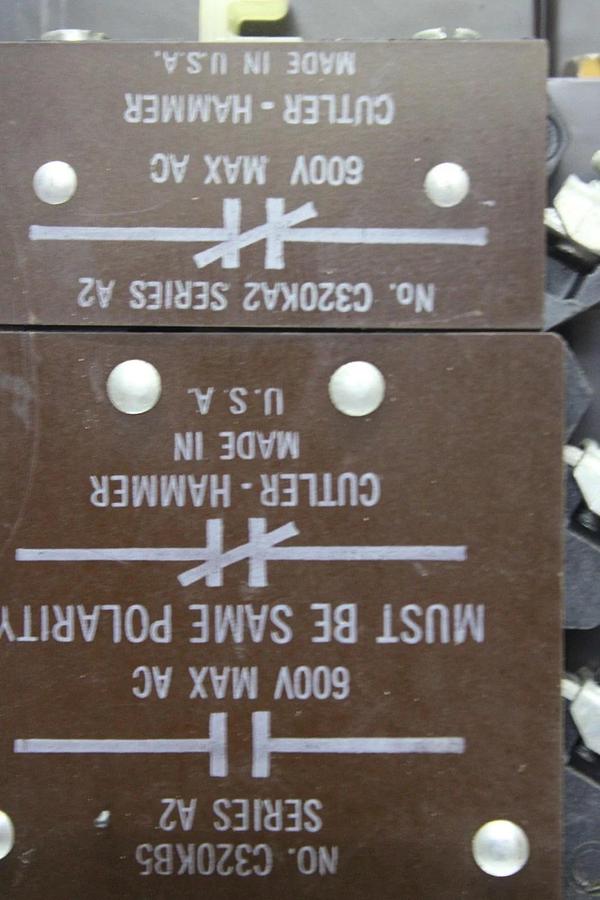 NO. C320KB5
SERIES A2
600V MAX AC
MUST BE SAME POLARITY
CUTLER-HAMMER
MADE IN
U.S.A.
No. C320KA2 SERIES A2
600V MAX AC
CUTLER-HAMMER
MADE IN U.S.A.